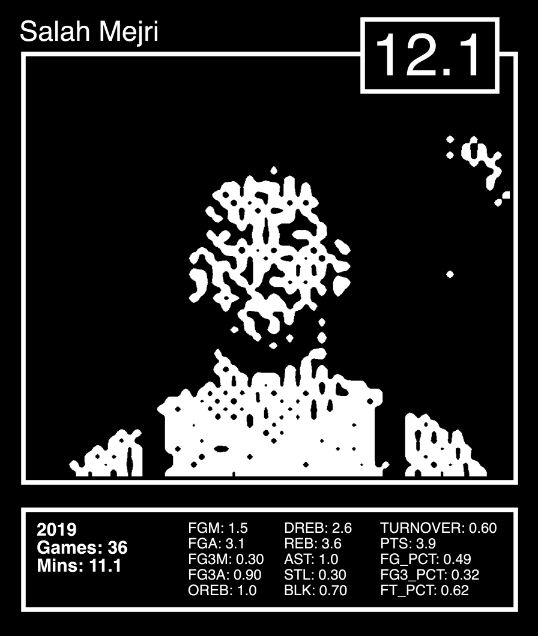 Salah Mejri
12.1
2019
Games: 36
Mins: 11.1
FGM: 1.5
FGA: 3.1
FG3M: 0.30
FG3A: 0.90
OREB: 1.0
DREB: 2.6
REB: 3.6
AST: 1.0
STL: 0.30
BLK: 0.70
TURNOVER: 0.60
PTS: 3.9
FG_PCT: 0.49
FG3_PCT: 0.32
FT_PCT: 0.62